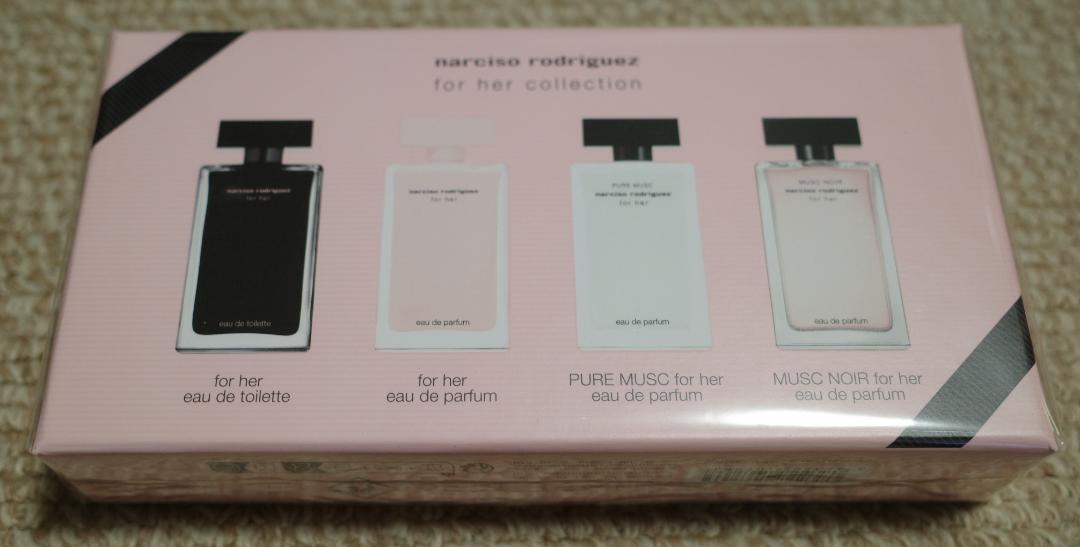 narciso rodriguez
for her collection
narciso rodriguez
for her
eau de toilette
narciso rodriguez
for her
eau de parfum
PURE MUSC
narciso rodriguez
for her
eau de parfum
MUSC NOIR
narciso rodriguez
for her
eau de parfum
for her
eau de toilette
for her
eau de parfum
PURE MUSC for her
eau de parfum
MUSC NOIR for her
eau de parfum